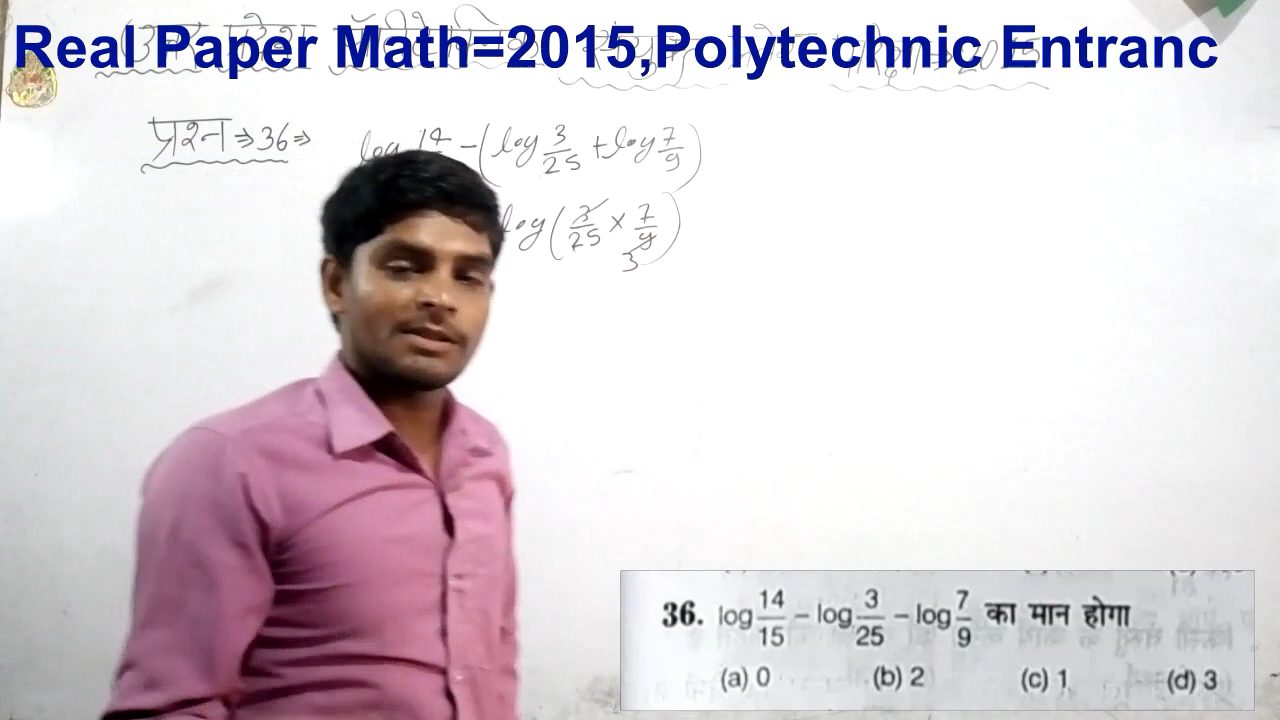 Real Paper Math=2015,Polytechnic Entranc
प्रश्न ⇒ 36 ⇒ log 14 - (log 3/25 + log 7/9)
log (3/25 × 7/9)
3
36. log 14/15 – log 3/25 – log 7/9 का मान होगा
(a) 0 (b) 2 (c) 1 (d) 3